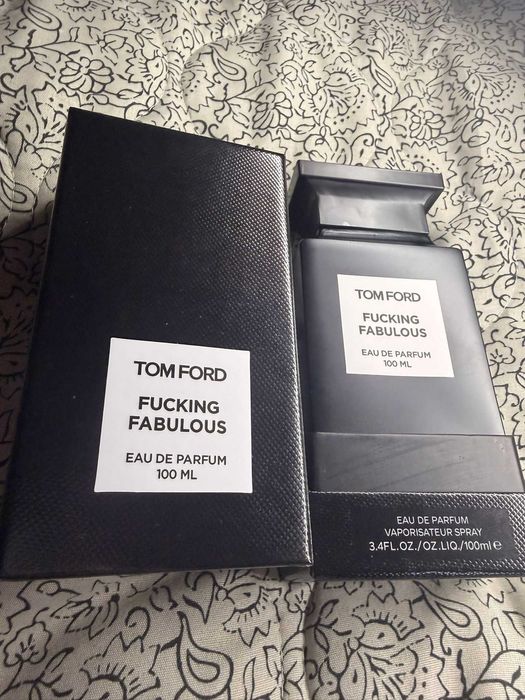 TOM FORD
FUCKING
FABULOUS
EAU DE PARFUM
100 ML
TOM FORD
FUCKING
FABULOUS
EAU DE PARFUM
100 ML
EAU DE PARFUM
VAPORISATEUR SPRAY
3.4FL.OZ./OZ.LIQ./100ml℮